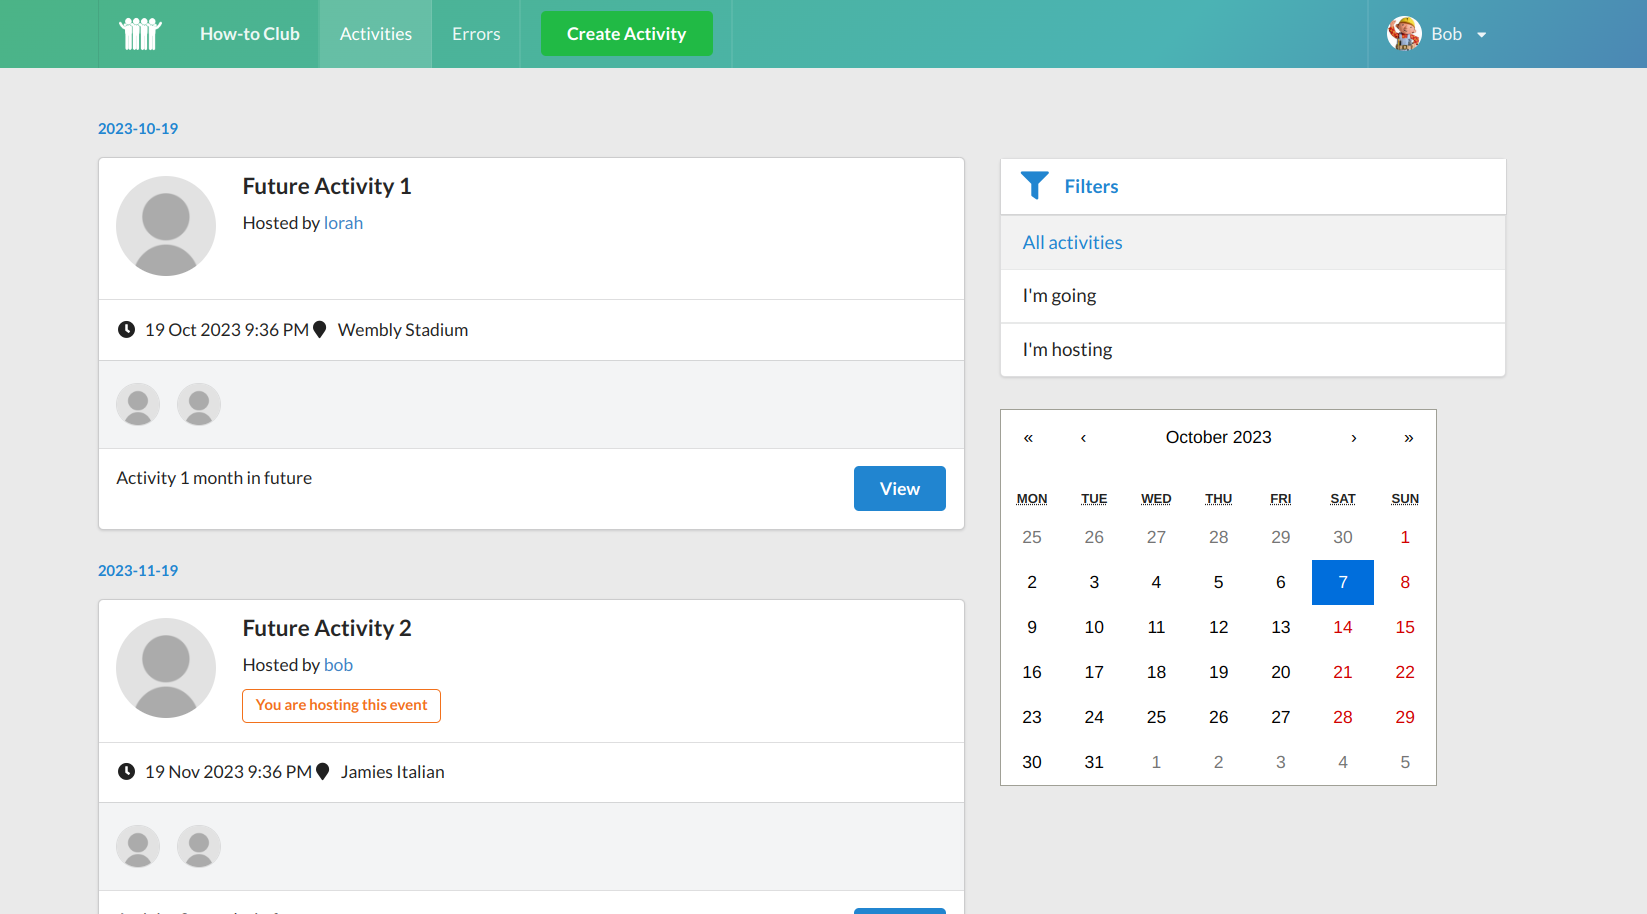 How-to Club Activities Errors Create Activity Bob
2023-10-19
Future Activity 1
Hosted by lorah
19 Oct 2023 9:36 PM Wembly Stadium
Activity 1 month in future
View
2023-11-19
Future Activity 2
Hosted by bob
You are hosting this event
19 Nov 2023 9:36 PM Jamies Italian
Filters
All activities
I'm going
I'm hosting
« ‹ October 2023 › »
MON TUE WED THU FRI SAT SUN
25 26 27 28 29 30 1
2 3 4 5 6 7 8
9 10 11 12 13 14 15
16 17 18 19 20 21 22
23 24 25 26 27 28 29
30 31 1 2 3 4 5